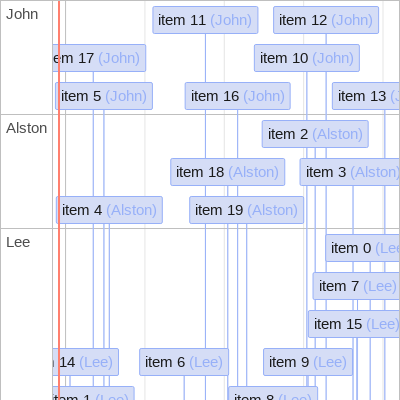 John
item 11 (John)
item 12 (John)
em 17 (John)
item 10 (John)
item 5 (John)
item 16 (John)
item 13 (J
Alston
item 2 (Alston)
item 18 (Alston)
item 3 (Alston)
item 4 (Alston)
item 19 (Alston)
Lee
item 0 (Lee
item 7 (Lee)
item 15 (Lee)
14 (Lee)
item 6 (Lee)
item 9 (Lee)
tem 1 (Lee)
item 8 (Lee)